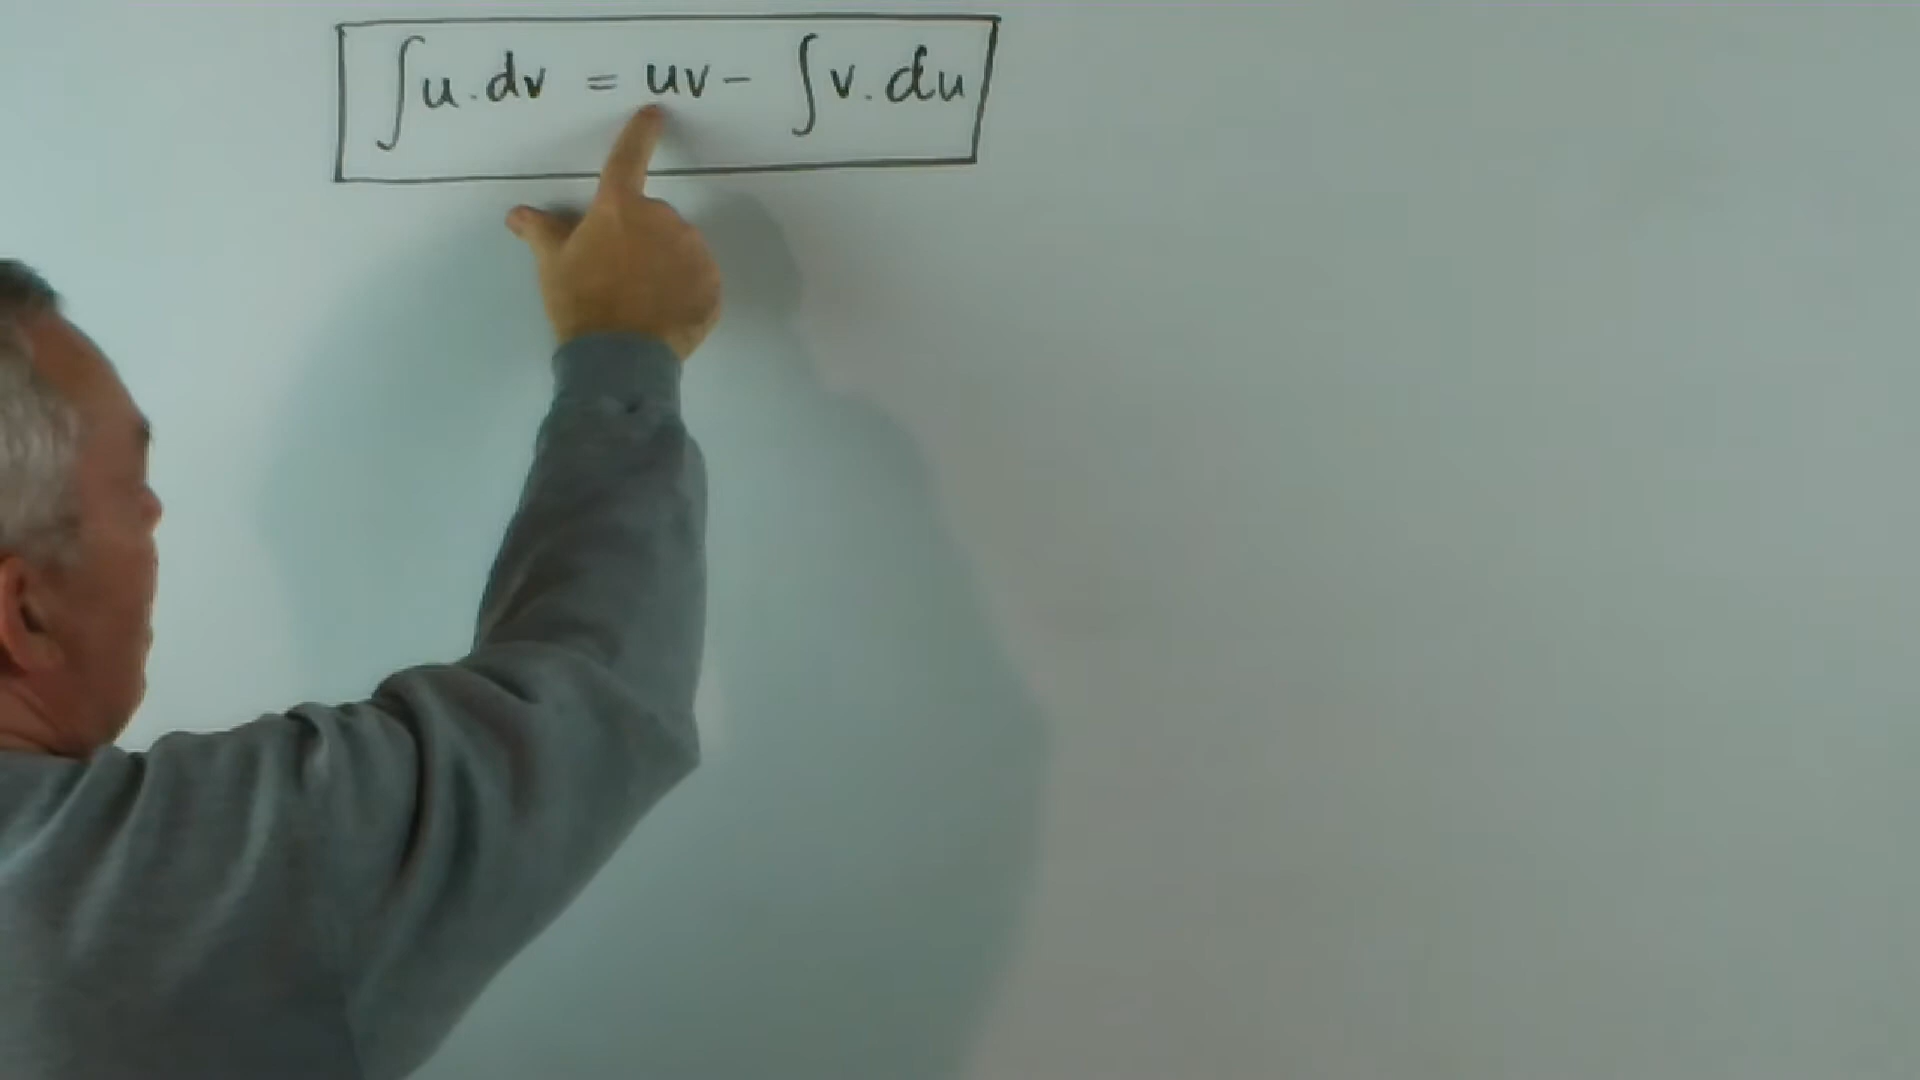 ∫u.dv = uv - ∫v.du